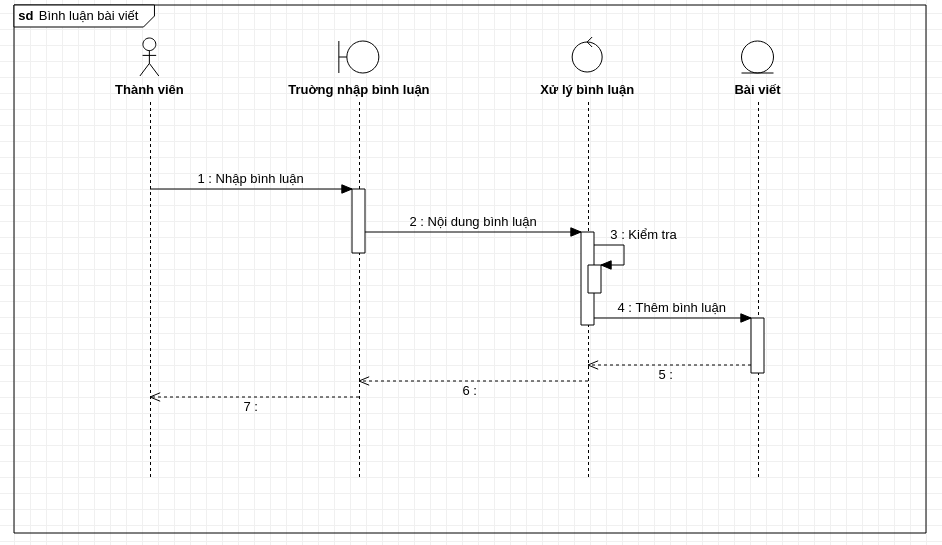 sd Bình luận bài viết
Thành viên
Truờng nhập bình luận
Xử lý bình luận
Bài viết
1 : Nhập bình luận
2 : Nội dung bình luận
3 : Kiểm tra
4 : Thêm bình luận
5 :
6 :
7 :